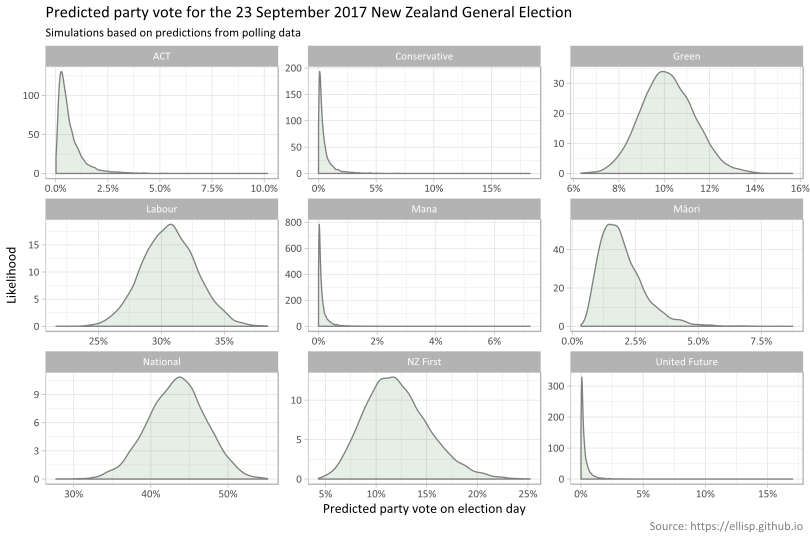 Predicted party vote for the 23 September 2017 New Zealand General Election
Simulations based on predictions from polling data
ACT
100
50
0
0.0% 2.5% 5.0% 7.5% 10.0%
Conservative
200
150
100
50
0
0% 5% 10% 15%
Green
30
20
10
0
6% 8% 10% 12% 14% 16%
Labour
15
10
5
0
25% 30% 35%
Mana
800
600
400
200
0
0% 2% 4% 6%
Māori
40
20
0
0.0% 2.5% 5.0% 7.5%
National
9
6
3
0
30% 40% 50%
NZ First
10
5
0
5% 10% 15% 20% 25%
United Future
300
200
100
0
0% 5% 10% 15%
Likelihood
Predicted party vote on election day
Source: https://ellisp.github.io